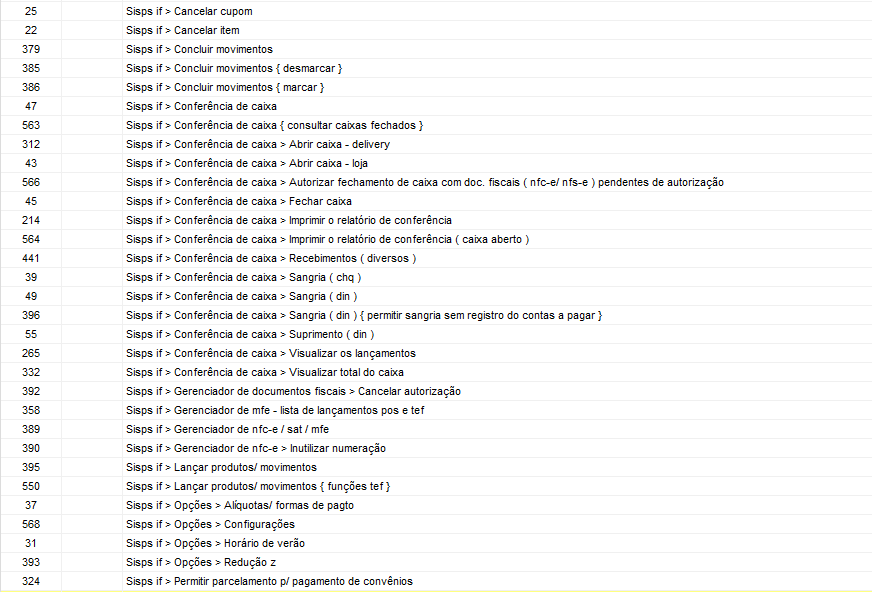 25 Sisps if > Cancelar cupom
22 Sisps if > Cancelar item
379 Sisps if > Concluir movimentos
385 Sisps if > Concluir movimentos { desmarcar }
386 Sisps if > Concluir movimentos { marcar }
47 Sisps if > Conferência de caixa
563 Sisps if > Conferência de caixa { consultar caixas fechados }
312 Sisps if > Conferência de caixa > Abrir caixa - delivery
43 Sisps if > Conferência de caixa > Abrir caixa - loja
566 Sisps if > Conferência de caixa > Autorizar fechamento de caixa com doc. fiscais ( nfc-e/ nfs-e ) pendentes de autorização
45 Sisps if > Conferência de caixa > Fechar caixa
214 Sisps if > Conferência de caixa > Imprimir o relatório de conferência
564 Sisps if > Conferência de caixa > Imprimir o relatório de conferência ( caixa aberto )
441 Sisps if > Conferência de caixa > Recebimentos ( diversos )
39 Sisps if > Conferência de caixa > Sangria ( chq )
49 Sisps if > Conferência de caixa > Sangria ( din )
396 Sisps if > Conferência de caixa > Sangria ( din ) { permitir sangria sem registro do contas a pagar }
55 Sisps if > Conferência de caixa > Suprimento ( din )
265 Sisps if > Conferência de caixa > Visualizar os lançamentos
332 Sisps if > Conferência de caixa > Visualizar total do caixa
392 Sisps if > Gerenciador de documentos fiscais > Cancelar autorização
358 Sisps if > Gerenciador de mfe - lista de lançamentos pos e tef
389 Sisps if > Gerenciador de nfc-e / sat / mfe
390 Sisps if > Gerenciador de nfc-e > Inutilizar numeração
395 Sisps if > Lançar produtos/ movimentos
550 Sisps if > Lançar produtos/ movimentos { funções tef }
37 Sisps if > Opções > Alíquotas/ formas de pagto
568 Sisps if > Opções > Configurações
31 Sisps if > Opções > Horário de verão
393 Sisps if > Opções > Redução z
324 Sisps if > Permitir parcelamento p/ pagamento de convênios